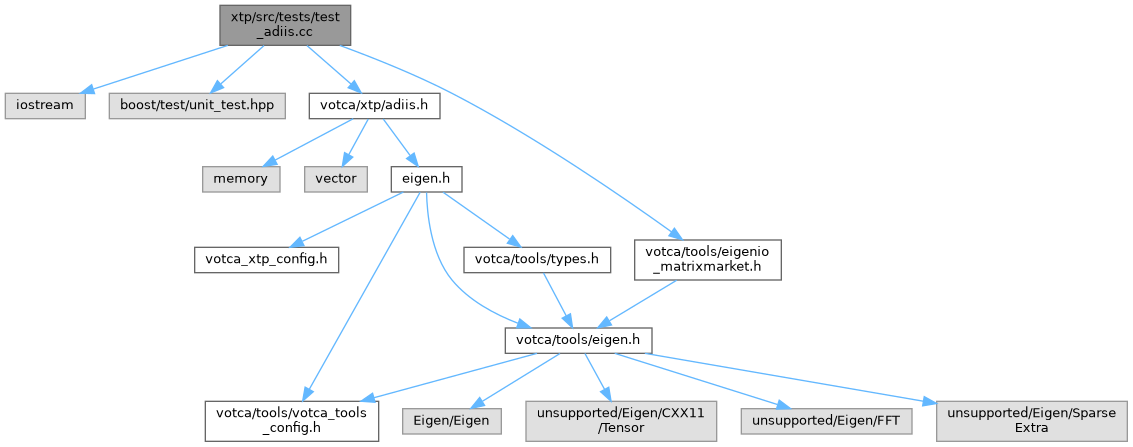 xtp/src/tests/test
_adiis.cc
iostream
boost/test/unit_test.hpp
votca/xtp/adiis.h
memory
vector
eigen.h
votca_xtp_config.h
votca/tools/types.h
votca/tools/eigenio
_matrixmarket.h
votca/tools/eigen.h
votca/tools/votca_tools
_config.h
Eigen/Eigen
unsupported/Eigen/CXX11
/Tensor
unsupported/Eigen/FFT
unsupported/Eigen/Sparse
Extra